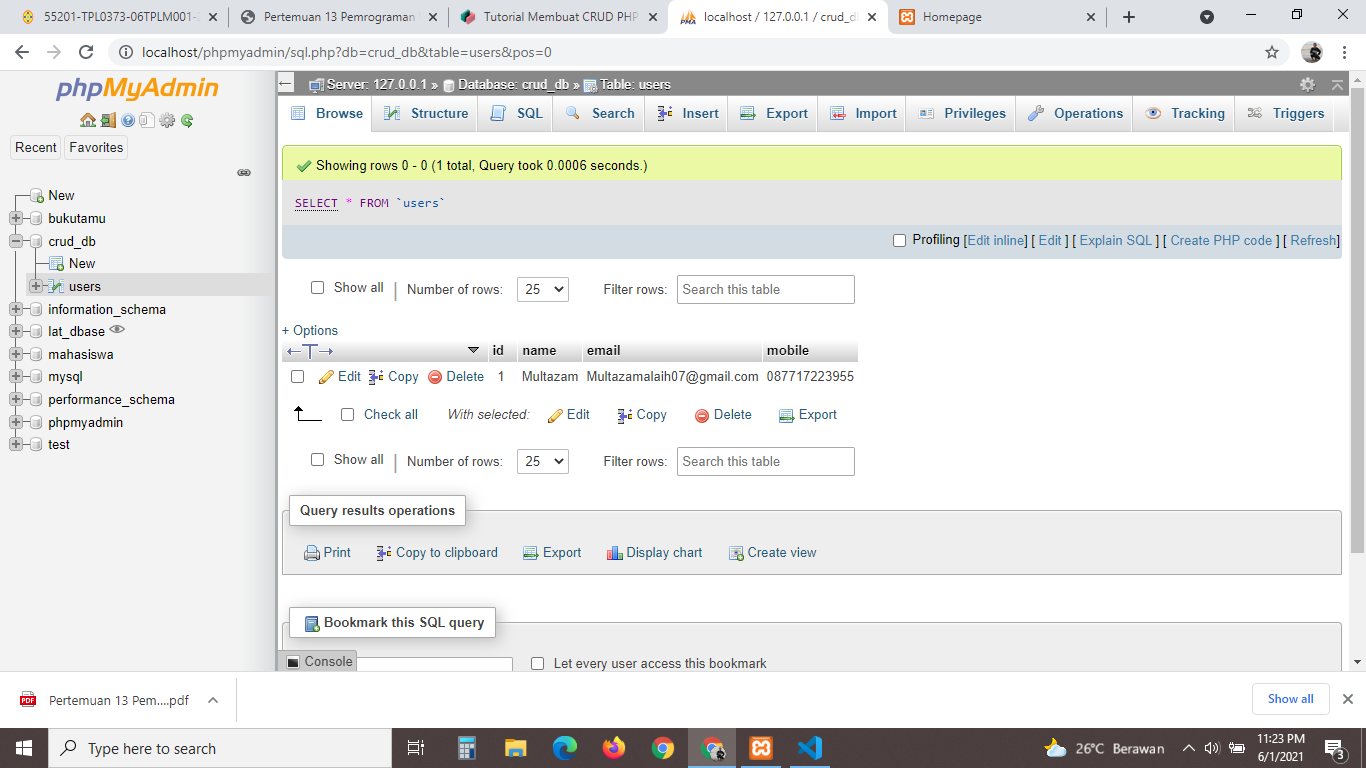 55201-TPL0373-06TPLM001-
Pertemuan 13 Pemrograman
Tutorial Membuat CRUD PHP
localhost / 127.0.0.1 / crud_d
Homepage
localhost/phpmyadmin/sql.php?db=crud_db&table=users&pos=0
phpMyAdmin
Recent Favorites
New
bukutamu
crud_db
New
users
information_schema
lat_dbase
mahasiswa
mysql
performance_schema
phpmyadmin
test
Server: 127.0.0.1 » Database: crud_db » Table: users
Browse Structure SQL Search Insert Export Import Privileges Operations Tracking Triggers
Showing rows 0 - 0 (1 total, Query took 0.0006 seconds.)
SELECT * FROM `users`
Profiling [Edit inline] [ Edit ] [ Explain SQL ] [ Create PHP code ] [ Refresh]
Show all | Number of rows: 25 Filter rows: Search this table
+ Options
id name email mobile
Edit Copy Delete 1 Multazam Multazamalaih07@gmail.com 087717223955
Check all With selected: Edit Copy Delete Export
Show all | Number of rows: 25 Filter rows: Search this table
Query results operations
Print Copy to clipboard Export Display chart Create view
Bookmark this SQL query
Console
Let every user access this bookmark
PDF Pertemuan 13 Pem....pdf
Show all
Type here to search
26°C Berawan
11:23 PM
6/1/2021
3